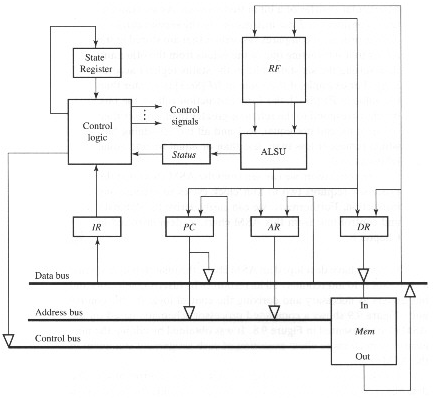 State
Register
RF
Control
logic
Control
signals
Status
ALSU
IR
PC
AR
DR
Data bus
In
Address bus
Mem
Control bus
Out